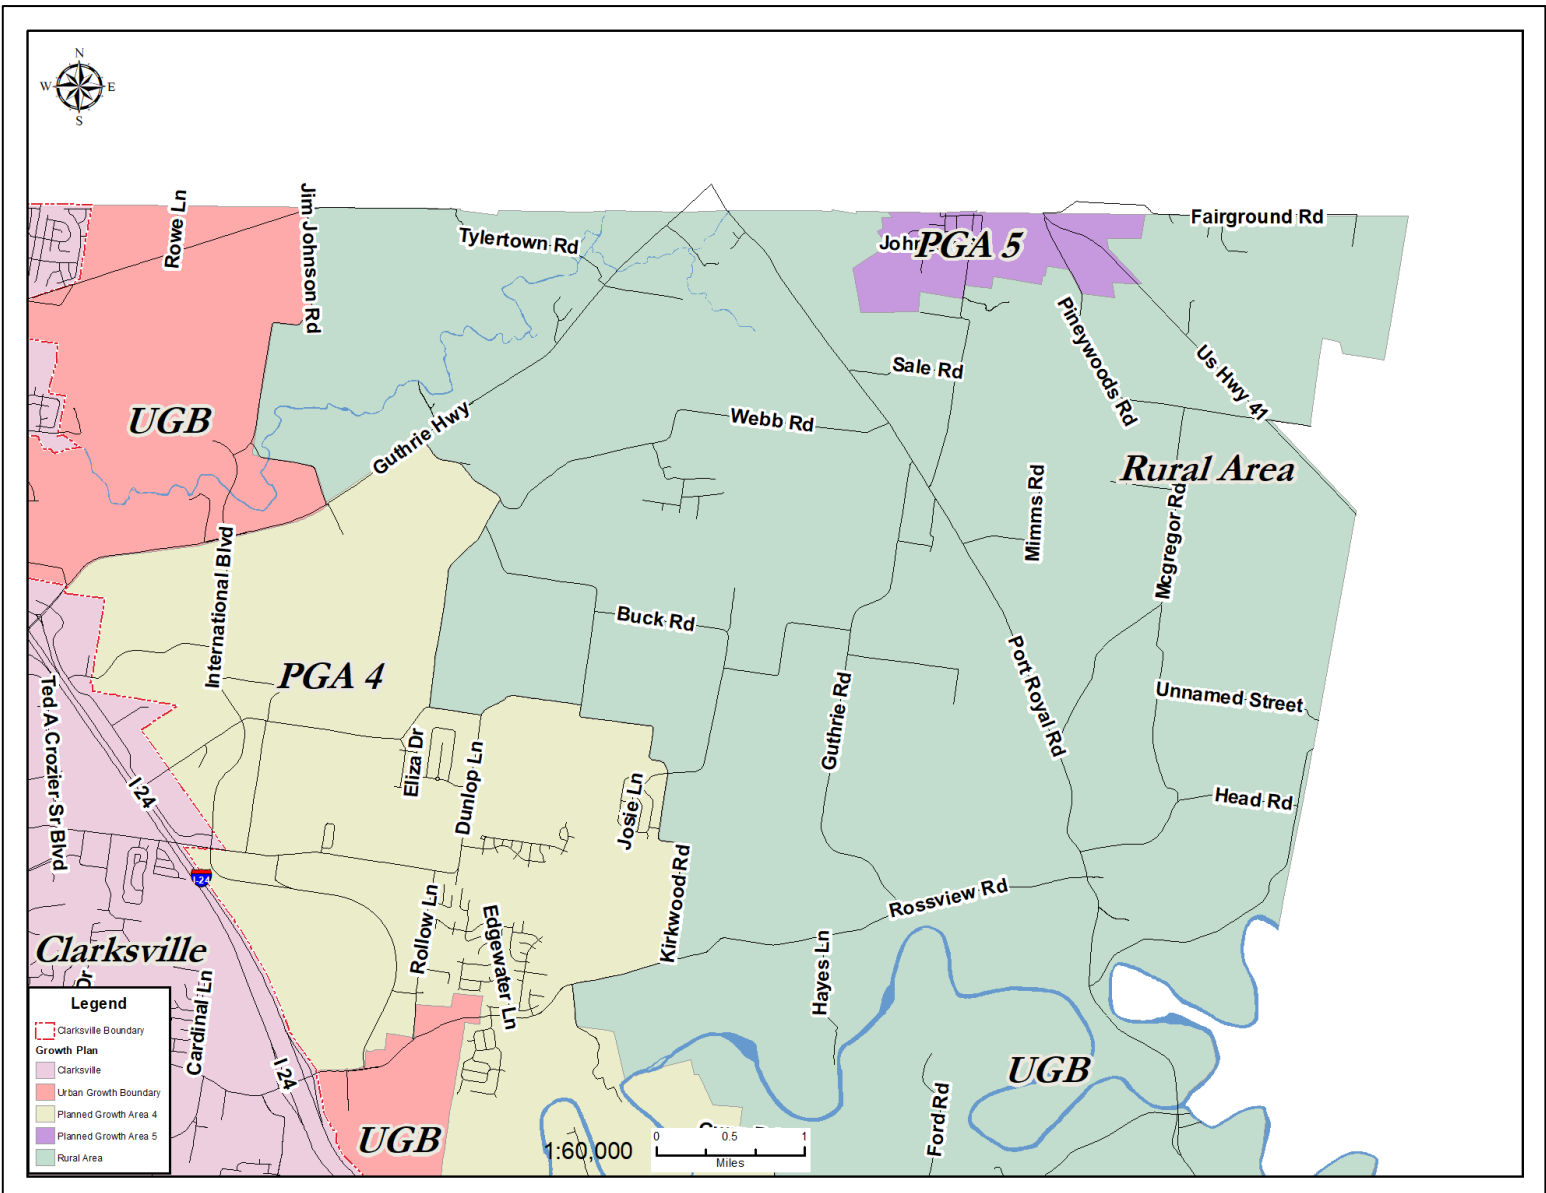 N
W E
S
Rowe Ln
Jim Johnson Rd
Tylertown Rd
PGA 5
Fairground Rd
Pineywoods Rd
Us Hwy 41
Sale Rd
Webb Rd
UGB
Guthrie Hwy
Rural Area
Mimms Rd
Mcgregor Rd
International Blvd
Buck Rd
PGA 4
Port Royal Rd
Guthrie Rd
Unnamed Street
Ted A Crozier Sr Blvd
I 24
Eliza Dr
Dunlop Ln
Josie Ln
Head Rd
I-24
Kirkwood Rd
Rossview Rd
Rollow Ln
Edgewater Ln
Hayes Ln
Clarksville
Dr
Cardinal Ln
I 24
UGB
Ford Rd
UGB
Legend
Clarksville Boundary
Growth Plan
Clarksville
Urban Growth Boundary
Planned Growth Area 4
Planned Growth Area 5
Rural Area
1:60,000
0 0.5 1
Miles